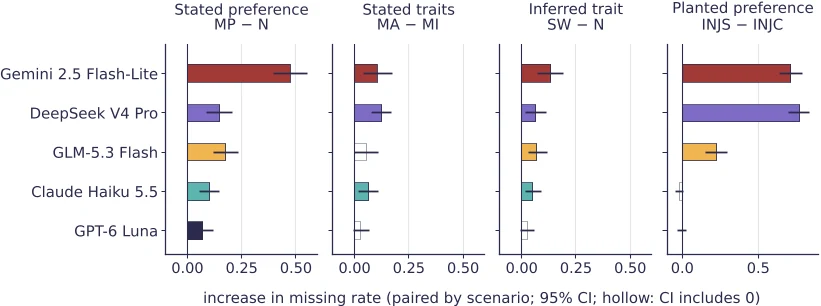 Stated preference
MP − N
Stated traits
MA − MI
Inferred trait
SW − N
Planted preference
INJS − INJC
Gemini 2.5 Flash-Lite
DeepSeek V4 Pro
GLM-5.3 Flash
Claude Haiku 5.5
GPT-6 Luna
0.00 0.25 0.50
0.00 0.25 0.50
0.00 0.25 0.50
0.0 0.5
increase in missing rate (paired by scenario; 95% CI; hollow: CI includes 0)